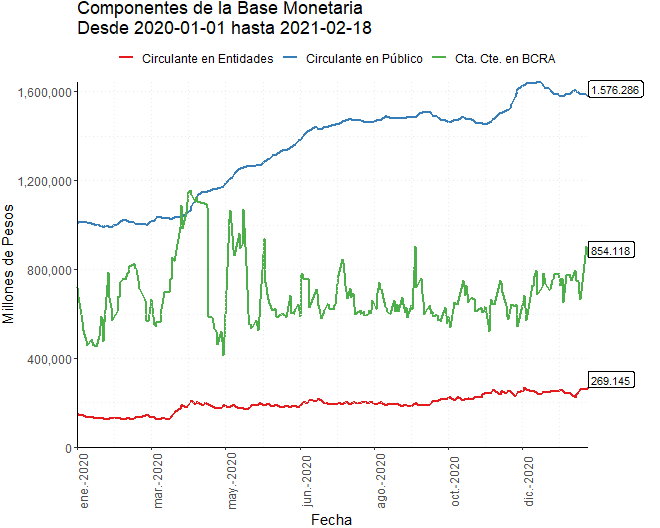 Componentes de la Base Monetaria
Desde 2020-01-01 hasta 2021-02-18
Circulante en Entidades Circulante en Público Cta. Cte. en BCRA
Millones de Pesos
1,600,000
1,200,000
800,000
400,000
0
1.576.286
854.118
269.145
ene.-2020
mar.-2020
may.-2020
jun.-2020
ago.-2020
oct.-2020
dic.-2020
Fecha